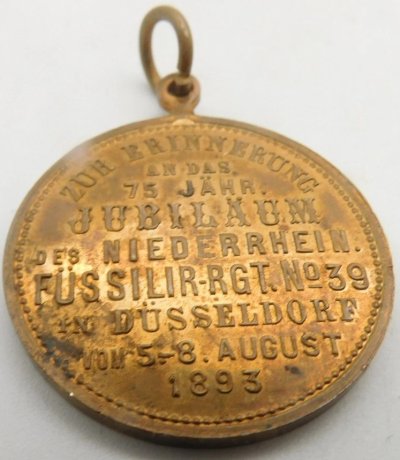 ZUR ERINNERUNG
AN DAS
75 JÄHR.
JUBILÄUM
DES NIEDERRHEIN.
FÜSSILIR-RGT. No 39
IN DÜSSELDORF
VOM 5.-8. AUGUST
1893